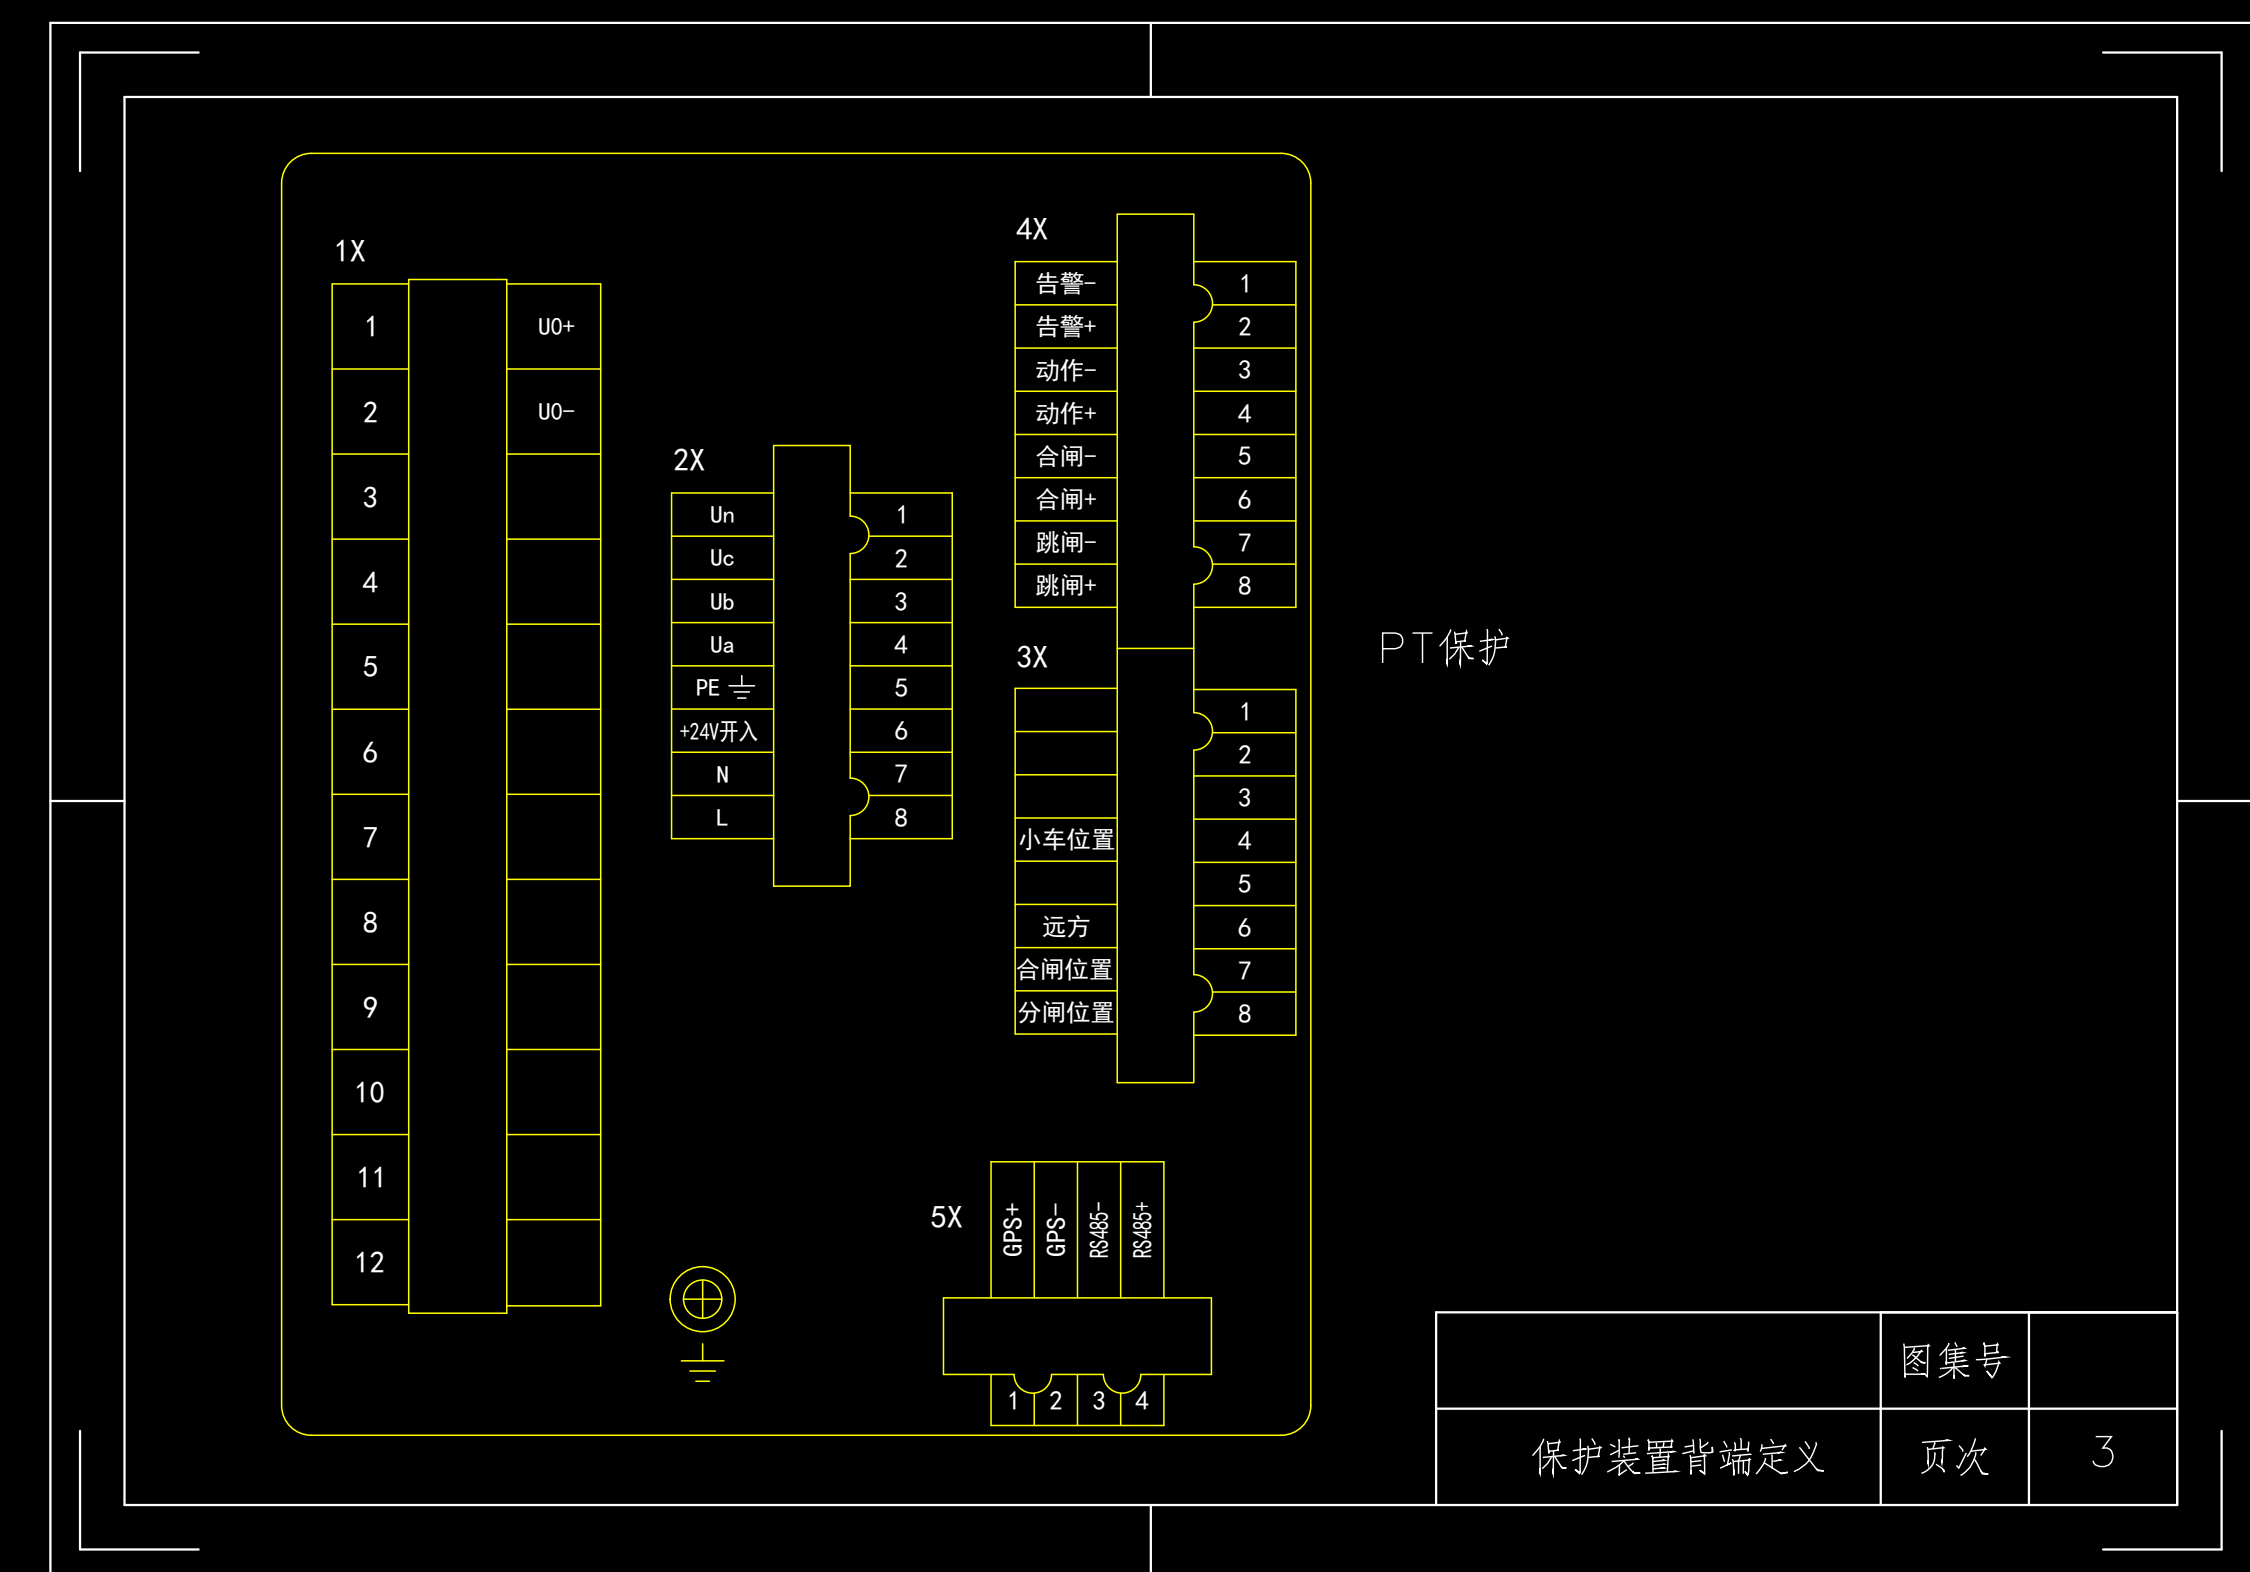 1X
1 U0+
2 U0-
3
4
5
6
7
8
9
10
11
12
2X
Un 1
Uc 2
Ub 3
Ua 4
PE 5
+24V开入 6
N 7
L 8
4X
告警- 1
告警+ 2
动作- 3
动作+ 4
合闸- 5
合闸+ 6
跳闸- 7
跳闸+ 8
3X
1
2
3
小车位置 4
5
远方 6
合闸位置 7
分闸位置 8
PT保护
5X
GPS+ GPS- RS485- RS485+
1 2 3 4
图集号
保护装置背端定义 页次 3